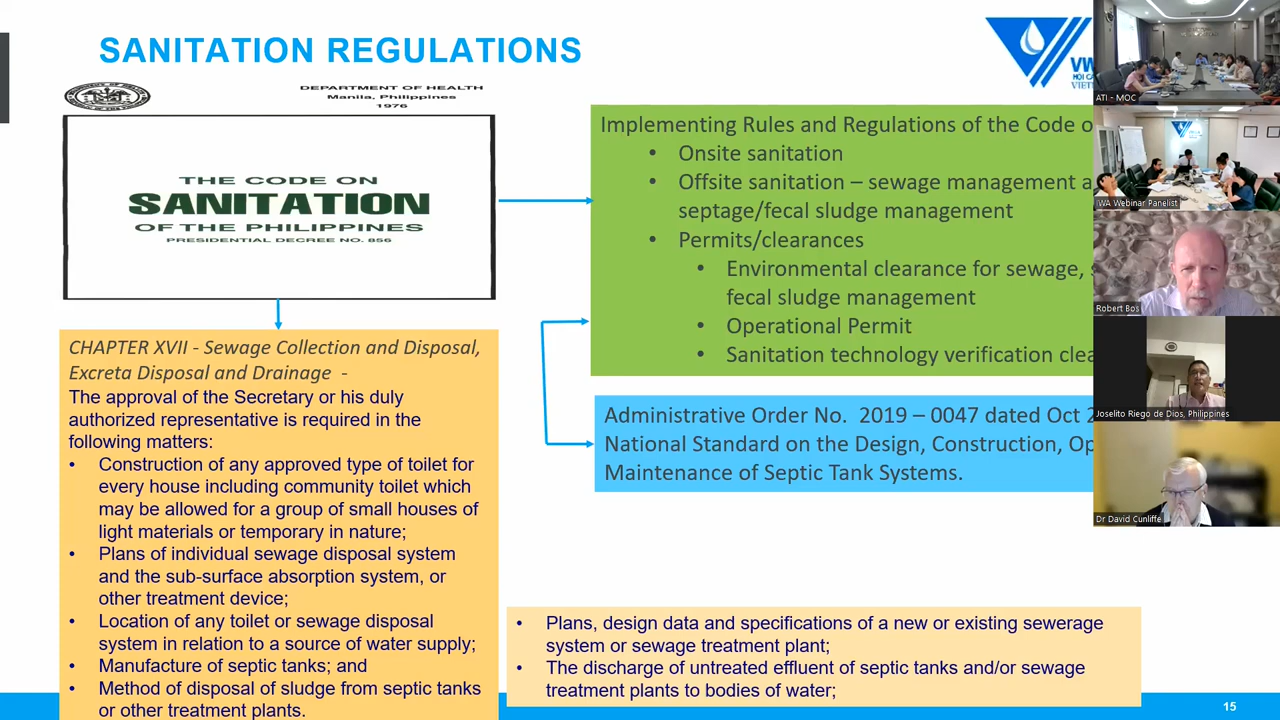 SANITATION REGULATIONS
DEPARTMENT OF HEALTH
Manila, Philippines
1976
THE CODE ON
SANITATION
OF THE PHILIPPINES
PRESIDENTIAL DECREE NO. 856
CHAPTER XVII - Sewage Collection and Disposal,
Excreta Disposal and Drainage -
The approval of the Secretary or his duly
authorized representative is required in the
following matters:
• Construction of any approved type of toilet for
every house including community toilet which
may be allowed for a group of small houses of
light materials or temporary in nature;
• Plans of individual sewage disposal system
and the sub-surface absorption system, or
other treatment device;
• Location of any toilet or sewage disposal
system in relation to a source of water supply;
• Manufacture of septic tanks; and
• Method of disposal of sludge from septic tanks
or other treatment plants.
Implementing Rules and Regulations of the Code o
• Onsite sanitation
• Offsite sanitation – sewage management a
septage/fecal sludge management
• Permits/clearances
• Environmental clearance for sewage, s
fecal sludge management
• Operational Permit
• Sanitation technology verification clea
Administrative Order No. 2019 – 0047 dated Oct 2
National Standard on the Design, Construction, Op
Maintenance of Septic Tank Systems.
• Plans, design data and specifications of a new or existing sewerage
system or sewage treatment plant;
• The discharge of untreated effluent of septic tanks and/or sewage
treatment plants to bodies of water;
15
VW
HỘI CẤ
VIETN
ATI - MOC
IWA Webinar Panelist
Robert Bos
Joselito Riego de Dios, Philippines
Dr David Cunliffe